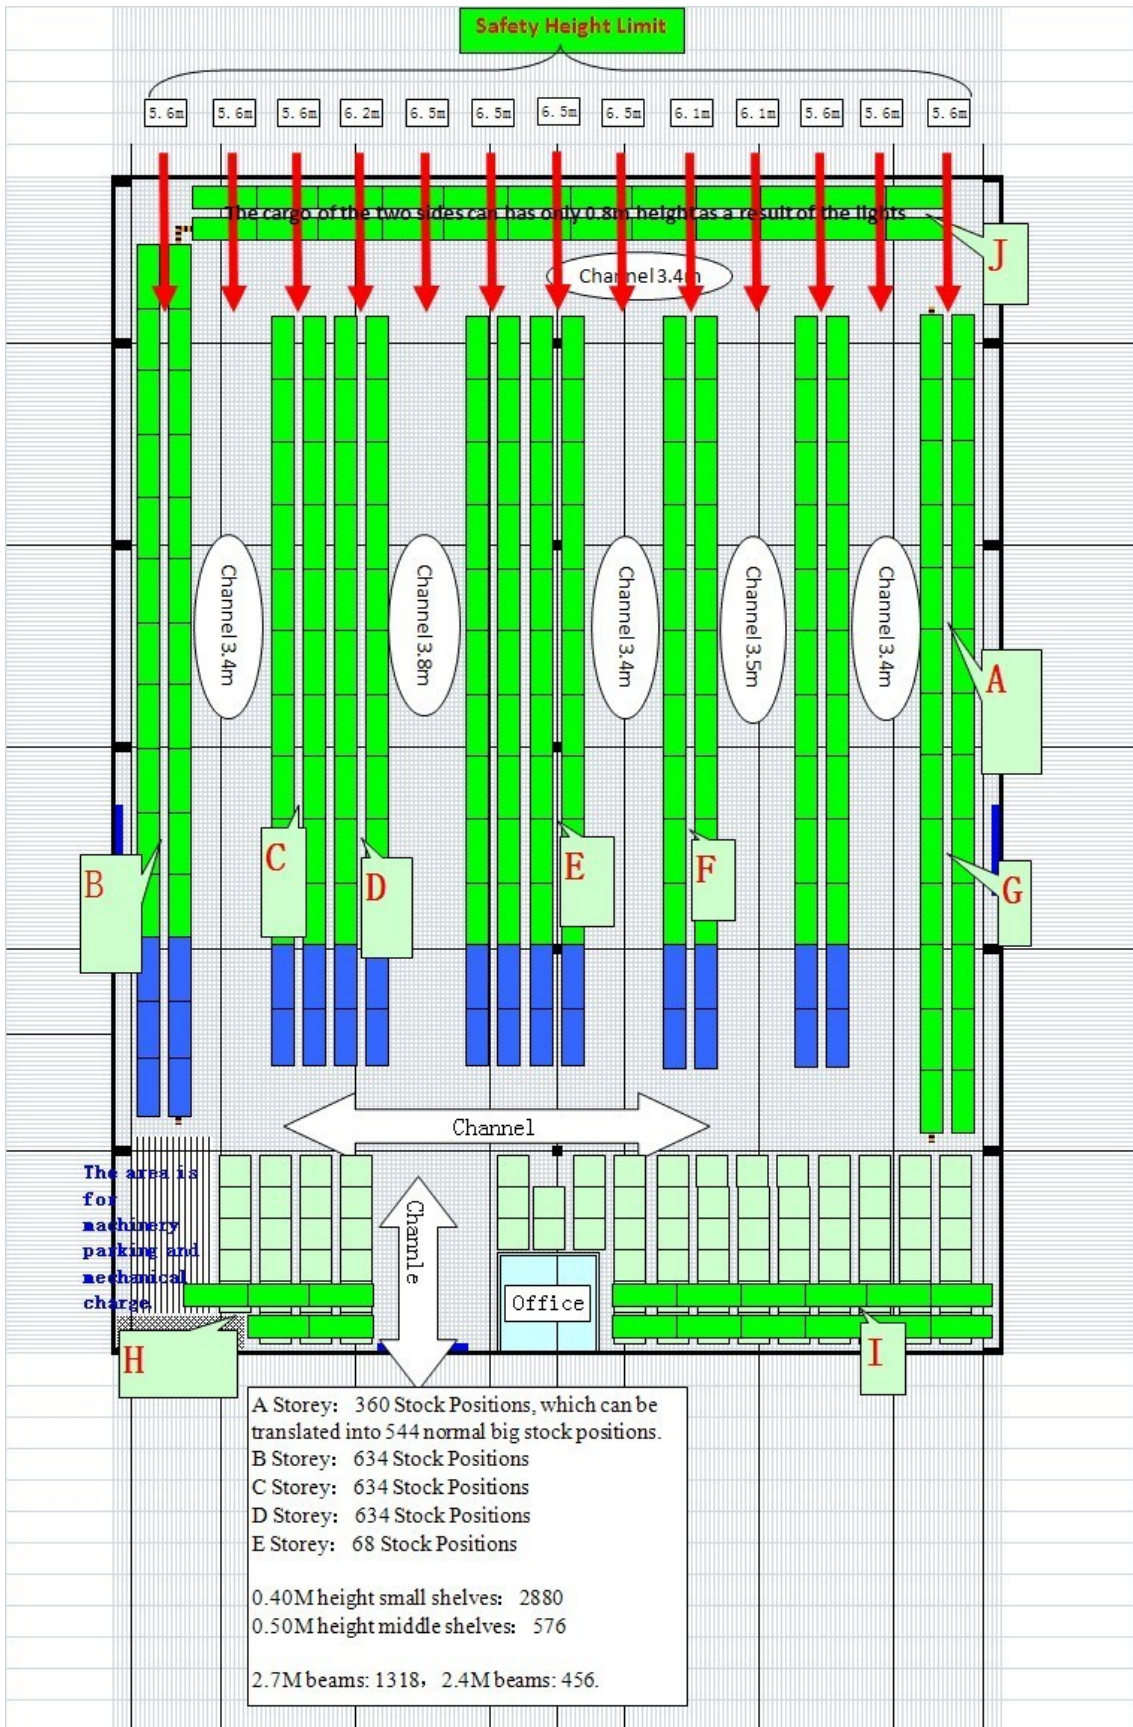 Safety Height Limit
5.6m 5.6m 5.6m 6.2m 6.5m 6.5m 6.5m 6.5m 6.1m 6.1m 5.6m 5.6m 5.6m
The cargo of the two sides can has only 0.8m height as a result of the lights
J
Channel 3.4m
Channel 3.4m
Channel 3.8m
Channel 3.4m
Channel 3.5m
Channel 3.4m
A
B
C
D
E
F
G
Channel
The area is
for
machinery
parking and
mechanical
charge.
Channle
Office
H
I
A Storey: 360 Stock Positions, which can be
translated into 544 normal big stock positions.
B Storey: 634 Stock Positions
C Storey: 634 Stock Positions
D Storey: 634 Stock Positions
E Storey: 68 Stock Positions
0.40M height small shelves: 2880
0.50M height middle shelves: 576
2.7M beams: 1318, 2.4M beams: 456.